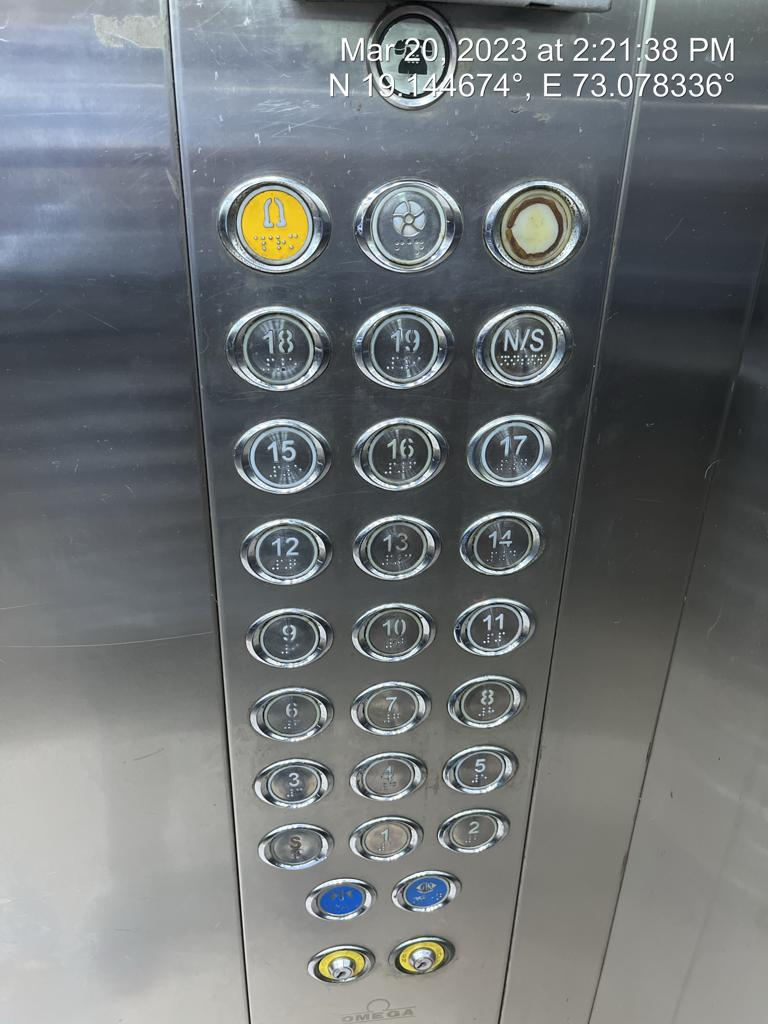 Mar 20, 2023 at 2:21:38 PM
N 19.144674°, E 73.078336°
18 19 N/S
15 16 17
12 13 14
9 10 11
6 7 8
3 4 5
S 1 2
OMEGA